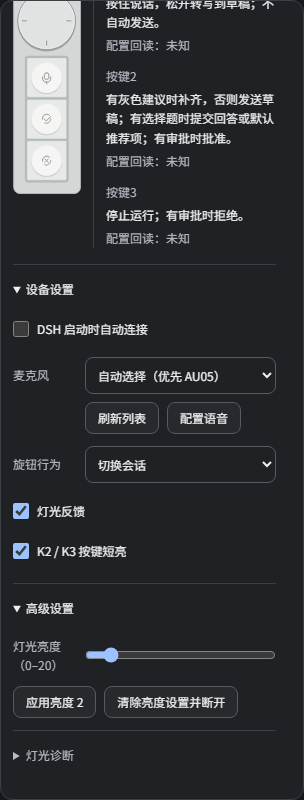 按住说话，松开转写到草稿；不
自动发送。
配置回读：未知
按键2
有灰色建议时补齐，否则发送草
稿；有选择题时提交回答或默认
推荐项；有审批时批准。
配置回读：未知
按键3
停止运行；有审批时拒绝。
配置回读：未知
▼ 设备设置
DSH 启动时自动连接
麦克风
自动选择（优先 AU05）
刷新列表
配置语音
旋钮行为
切换会话
灯光反馈
K2 / K3 按键短亮
▼ 高级设置
灯光亮度
（0–20）
应用亮度 2
清除亮度设置并断开
▶ 灯光诊断